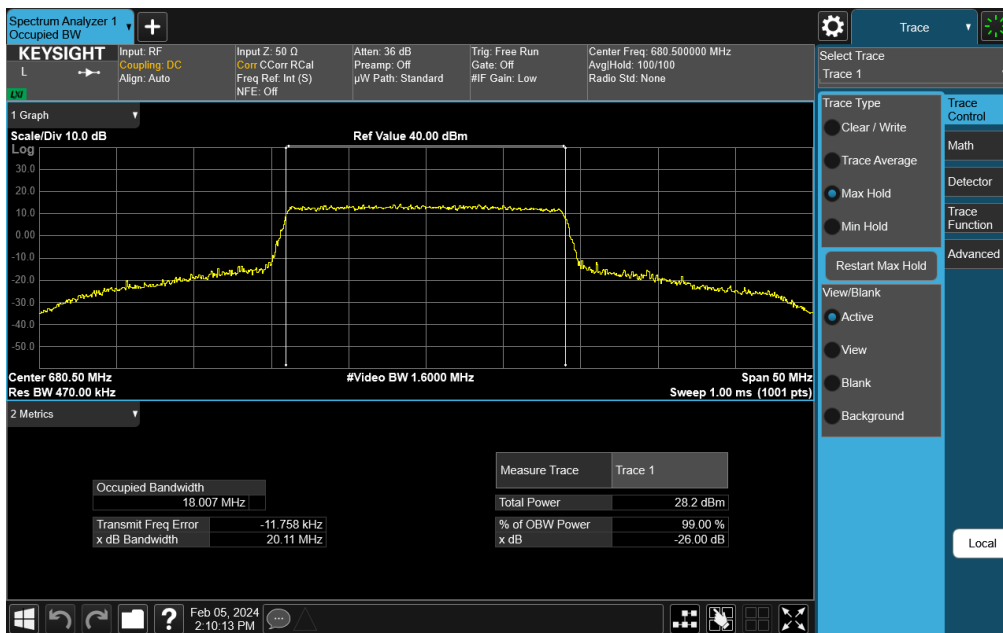 Spectrum Analyzer 1
Occupied BW
KEYSIGHT
L
LXI
Input: RF
Coupling: DC
Align: Auto
Input Z: 50 Ω
Corr CCorr RCal
Freq Ref: Int (S)
NFE: Off
Atten: 36 dB
Preamp: Off
µW Path: Standard
Trig: Free Run
Gate: Off
#IF Gain: Low
Center Freq: 680.500000 MHz
Avg|Hold: 100/100
Radio Std: None
1 Graph
Scale/Div 10.0 dB
Ref Value 40.00 dBm
Log
30.0
20.0
10.0
0.00
-10.0
-20.0
-30.0
-40.0
-50.0
Center 680.50 MHz
#Video BW 1.6000 MHz
Span 50 MHz
Res BW 470.00 kHz
Sweep 1.00 ms (1001 pts)
2 Metrics
Occupied Bandwidth
18.007 MHz
Transmit Freq Error -11.758 kHz
x dB Bandwidth 20.11 MHz
Measure Trace Trace 1
Total Power 28.2 dBm
% of OBW Power 99.00 %
x dB -26.00 dB
?
Feb 05, 2024
2:10:13 PM
Trace
Select Trace
Trace 1
Trace Type
Clear / Write
Trace Average
Max Hold
Min Hold
Restart Max Hold
View/Blank
Active
View
Blank
Background
Trace
Control
Math
Detector
Trace
Function
Advanced
Local